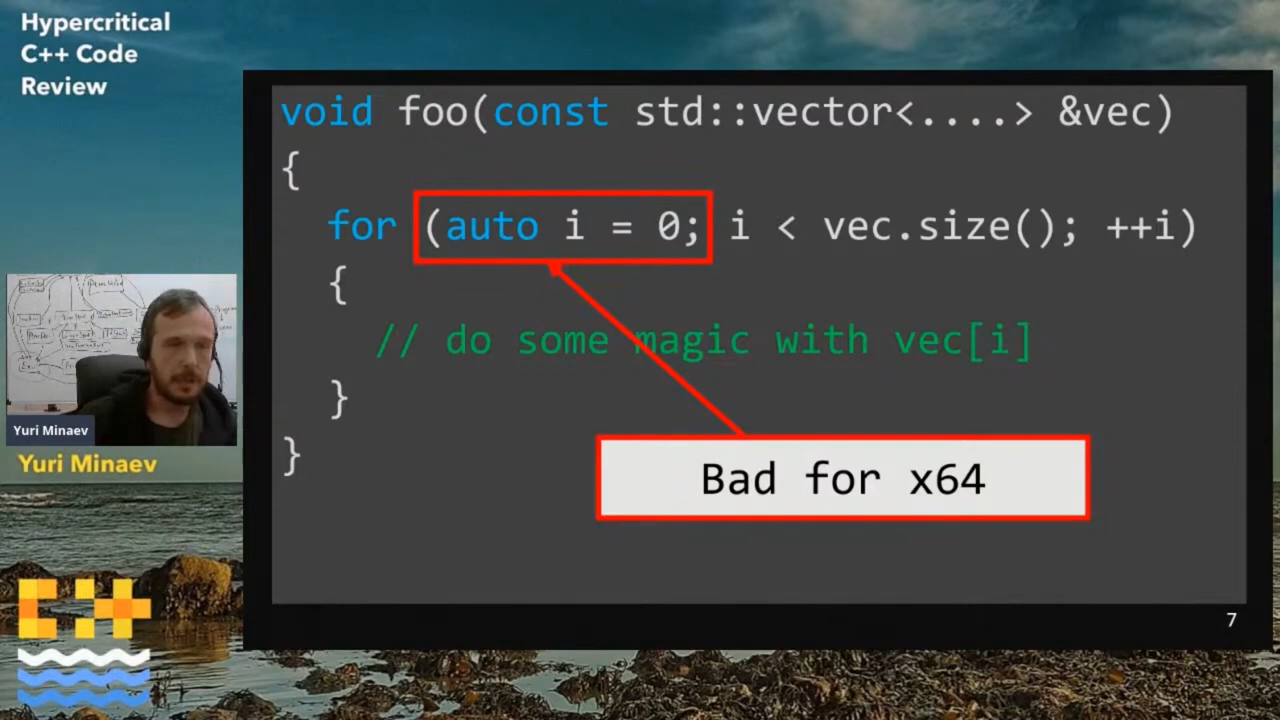 Hypercritical
C++ Code
Review
void foo(const std::vector<....> &vec)
{
for (auto i = 0; i < vec.size(); ++i)
{
// do some magic with vec[i]
}
}
Bad for x64
7
Yuri Minaev
Yuri Minaev